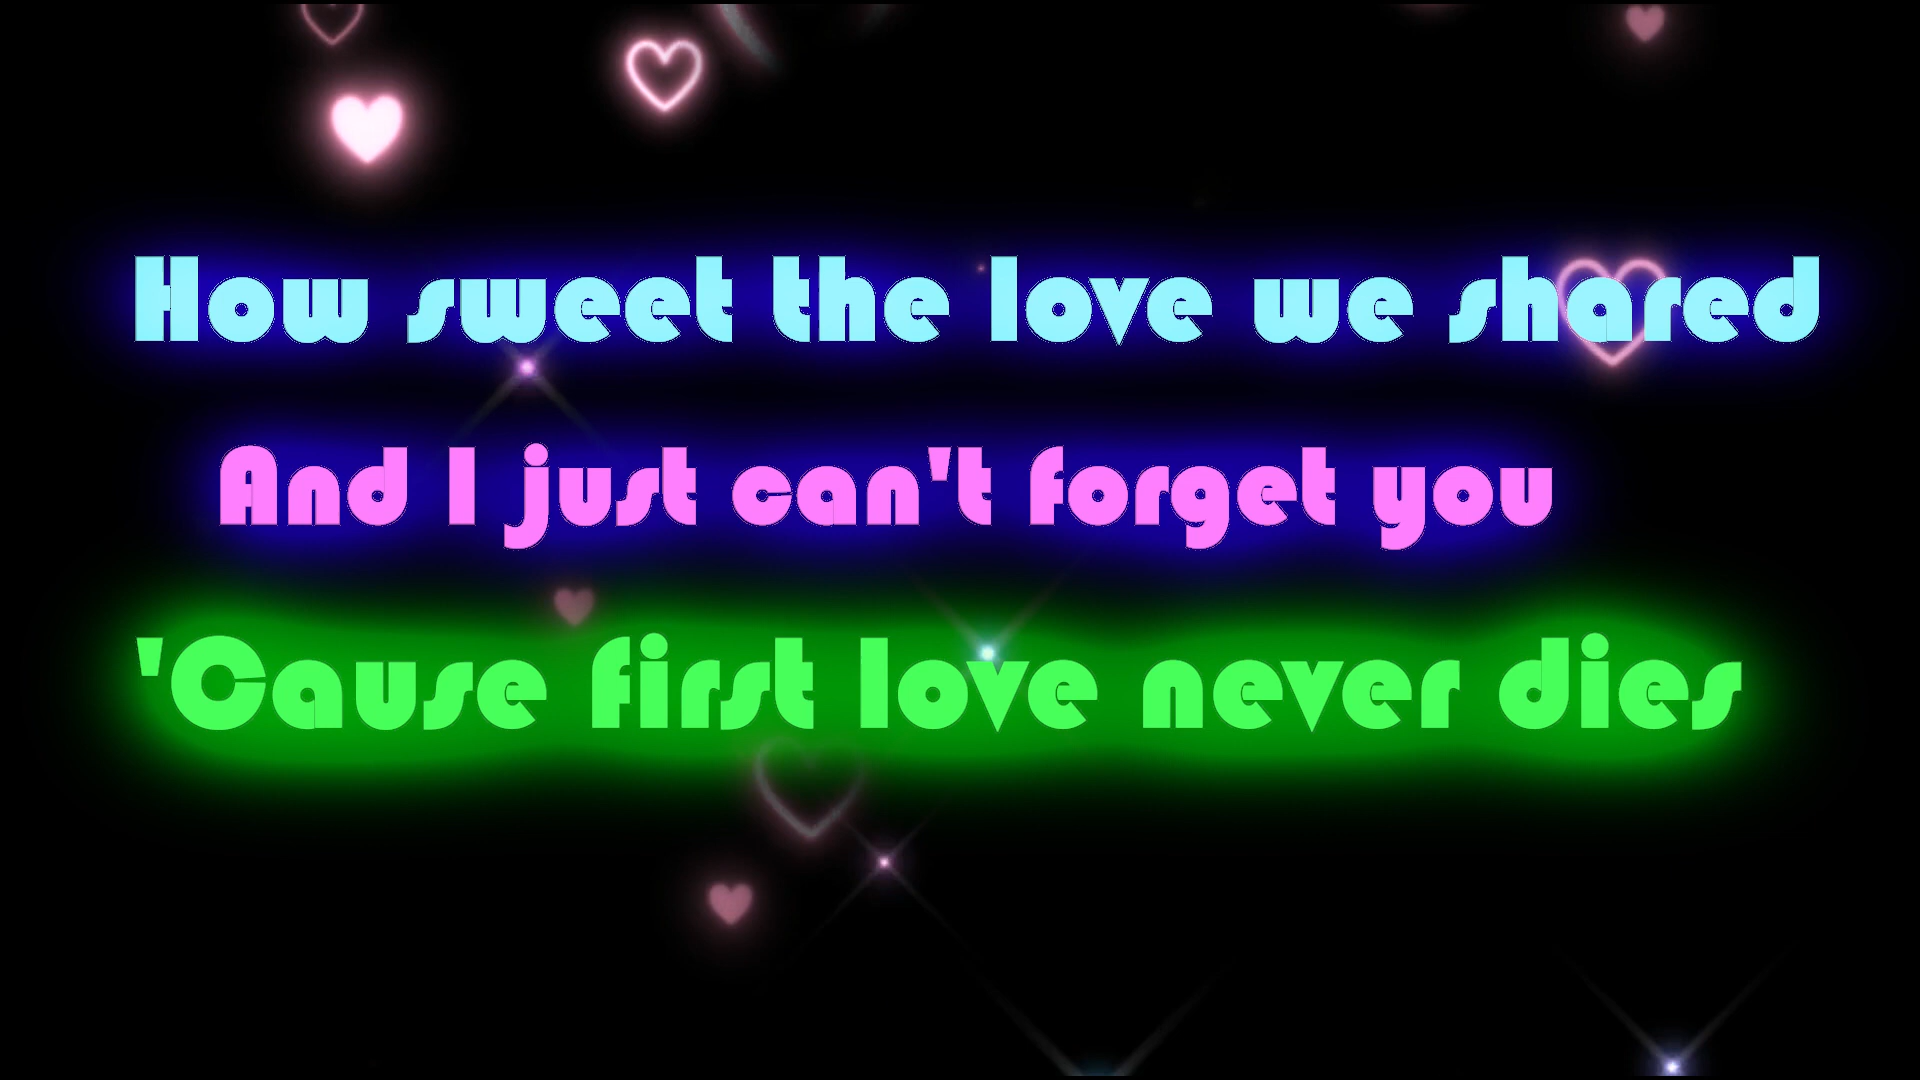 How sweet the love we shared
And I just can't forget you
'Cause first love never dies